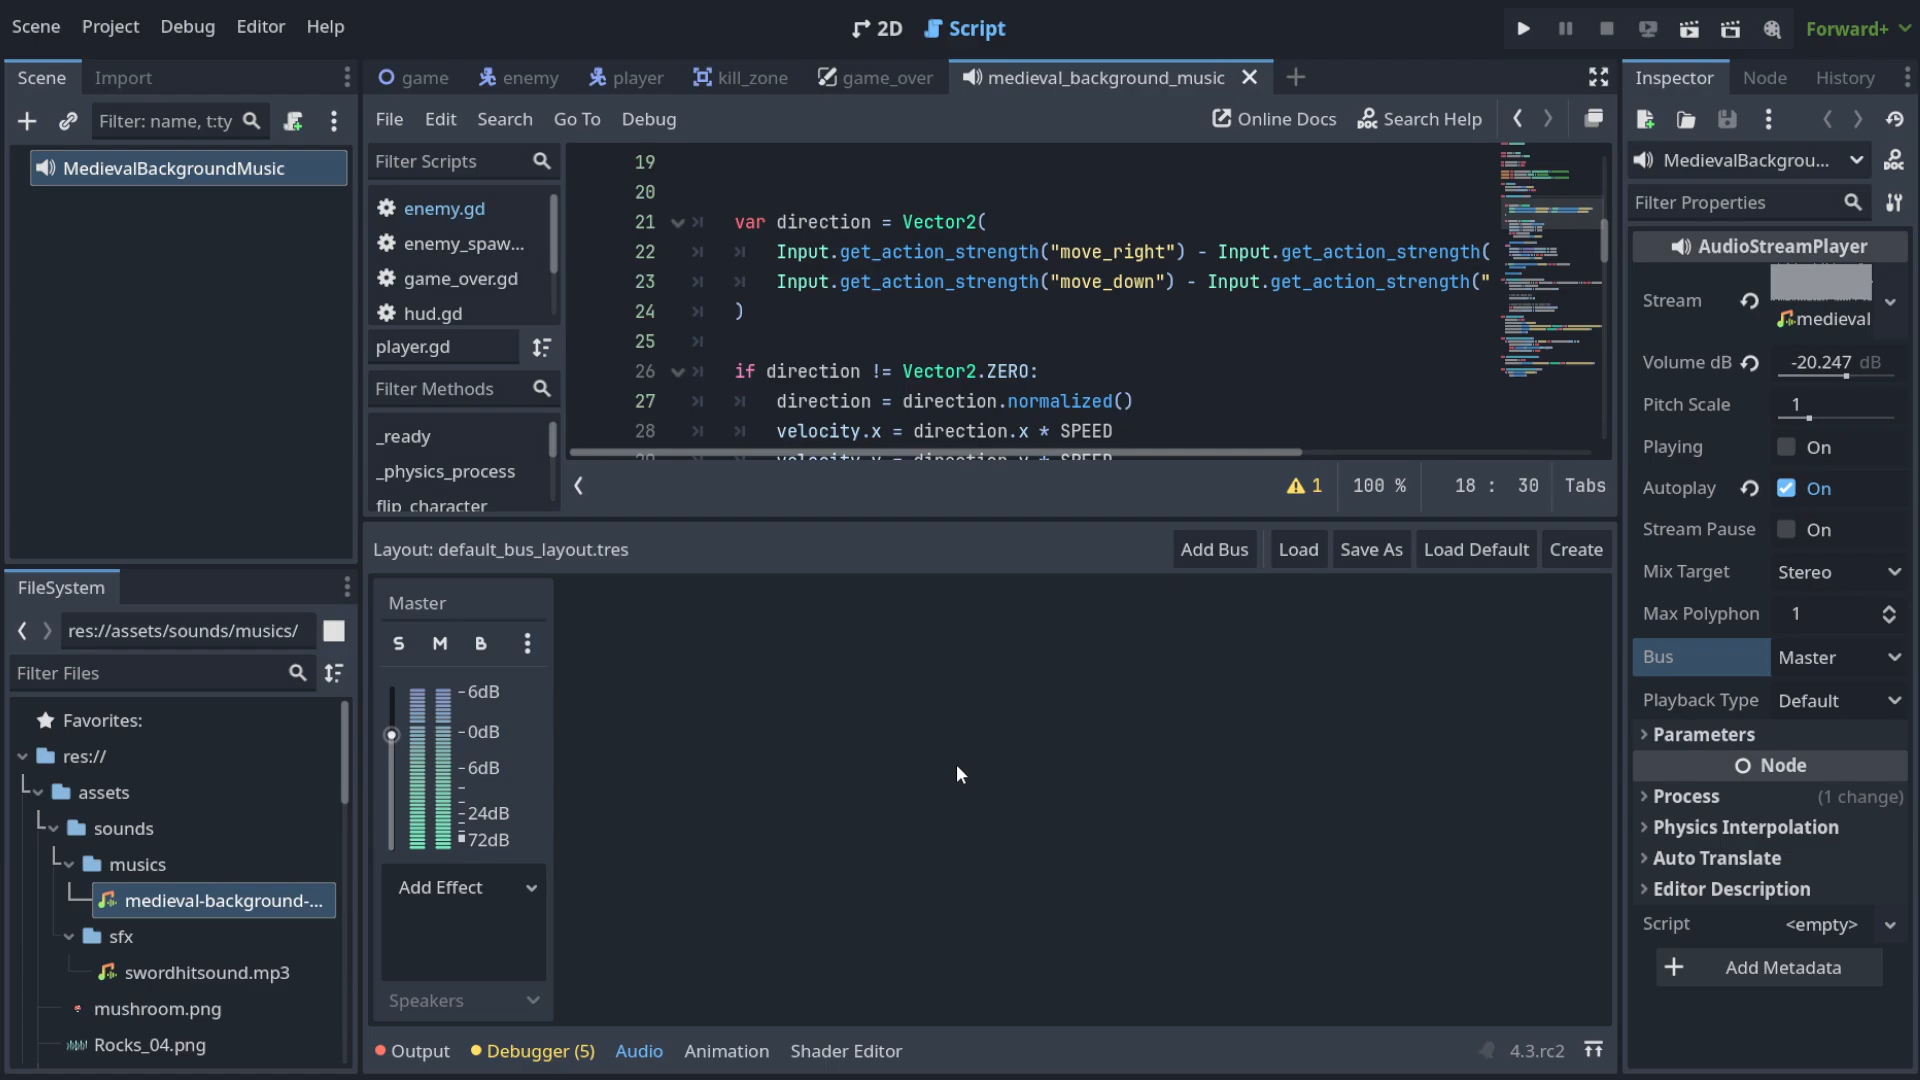 Scene Project Debug Editor Help
2D Script
Forward+
Scene Import
Filter: name, t:ty
MedievalBackgroundMusic
game enemy player kill_zone game_over medieval_background_music
File Edit Search Go To Debug
Online Docs Search Help
Filter Scripts
enemy.gd
enemy_spaw...
game_over.gd
hud.gd
player.gd
Filter Methods
_ready
_physics_process
flip_character
19
20
21 var direction = Vector2(
22 Input.get_action_strength("move_right") - Input.get_action_strength(
23 Input.get_action_strength("move_down") - Input.get_action_strength("
24 )
25
26 if direction != Vector2.ZERO:
27 direction = direction.normalized()
28 velocity.x = direction.x * SPEED
29 velocity.y = direction.y * SPEED
1 100 % 18 : 30 Tabs
Layout: default_bus_layout.tres
Add Bus Load Save As Load Default Create
Master
S M B
6dB
0dB
6dB
24dB
72dB
Add Effect
Speakers
Output Debugger (5) Audio Animation Shader Editor
4.3.rc2
FileSystem
res://assets/sounds/musics/
Filter Files
Favorites:
res://
assets
sounds
musics
medieval-background-...
sfx
swordhitsound.mp3
mushroom.png
Rocks_04.png
Inspector Node History
MedievalBackgrou...
DOC
Filter Properties
AudioStreamPlayer
Stream medieval
Volume dB -20.247 dB
Pitch Scale 1
Playing On
Autoplay On
Stream Pause On
Mix Target Stereo
Max Polyphon 1
Bus Master
Playback Type Default
Parameters
Node
Process (1 change)
Physics Interpolation
Auto Translate
Editor Description
Script <empty>
Add Metadata